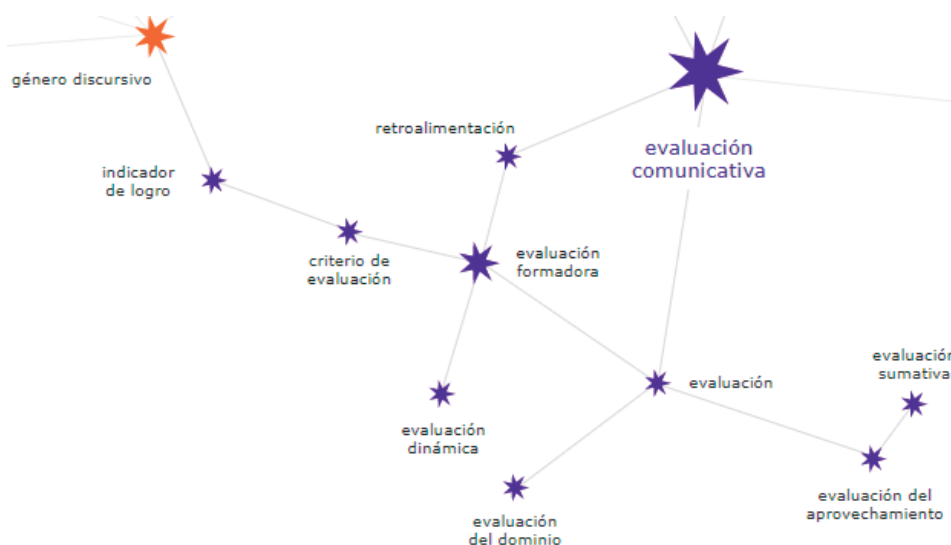 género discursivo
retroalimentación
evaluación
comunicativa
indicador
de logro
criterio de
evaluación
evaluación
formadora
evaluación
sumativa
evaluación
evaluación
dinámica
evaluación del
aprovechamiento
evaluación
del dominio